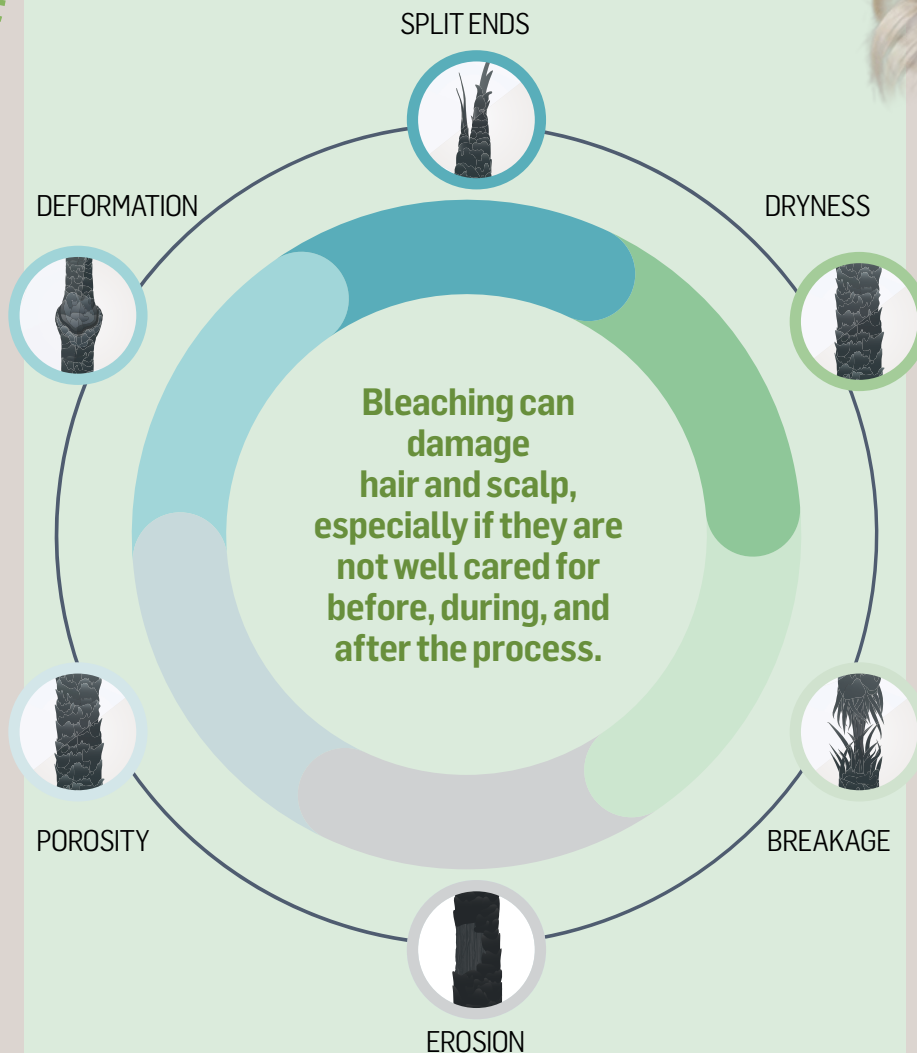 SPLIT ENDS
DEFORMATION
DRYNESS
Bleaching can
damage
hair and scalp,
especially if they are
not well cared for
before, during, and
after the process.
POROSITY
BREAKAGE
EROSION